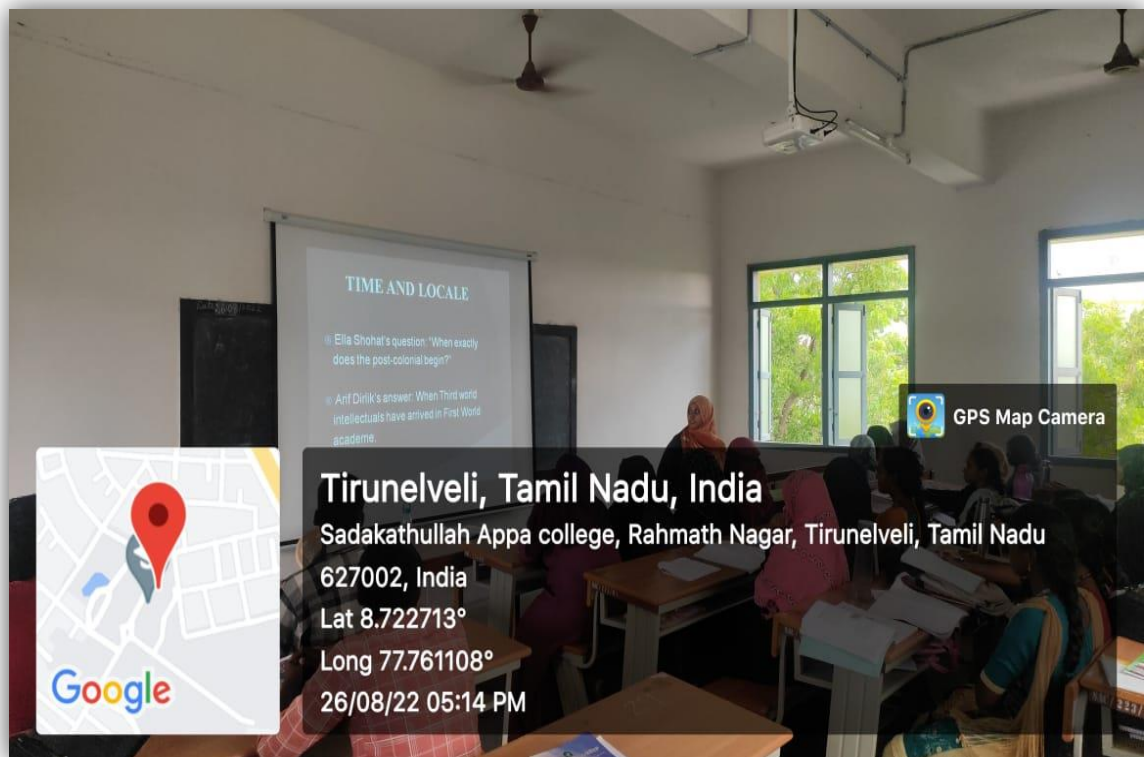 TIME AND LOCALE
Ella Shohat's question: "When exactly
does the post-colonial begin?"
Arif Dirlik's answer: When Third world
intellectuals have arrived in First World
academe.
GPS Map Camera
Tirunelveli, Tamil Nadu, India
Sadakathullah Appa college, Rahmath Nagar, Tirunelveli, Tamil Nadu
627002, India
Lat 8.722713°
Long 77.761108°
26/08/22 05:14 PM
Google